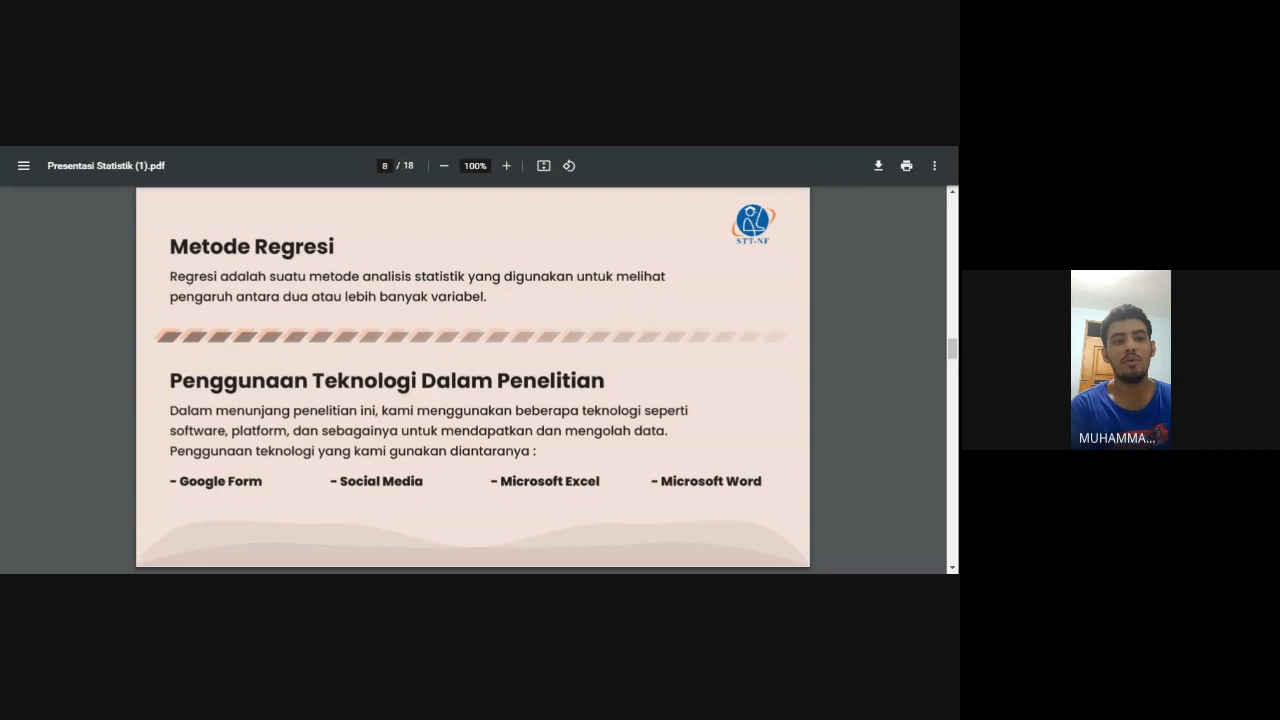 Presentasi Statistik (1).pdf
8 / 18
100%
STT-NF
Metode Regresi
Regresi adalah suatu metode analisis statistik yang digunakan untuk melihat
pengaruh antara dua atau lebih banyak variabel.
Penggunaan Teknologi Dalam Penelitian
Dalam menunjang penelitian ini, kami menggunakan beberapa teknologi seperti
software, platform, dan sebagainya untuk mendapatkan dan mengolah data.
Penggunaan teknologi yang kami gunakan diantaranya :
- Google Form - Social Media - Microsoft Excel - Microsoft Word
MUHAMMA...